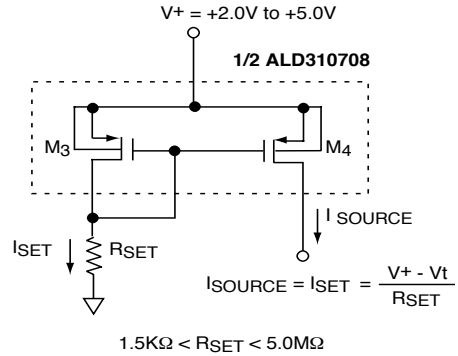 V+ = +2.0V to +5.0V
1/2 ALD310708
M3
M4
I SOURCE
ISET
RSET
ISOURCE = ISET = V+ - Vt
RSET
1.5KΩ < RSET < 5.0MΩ